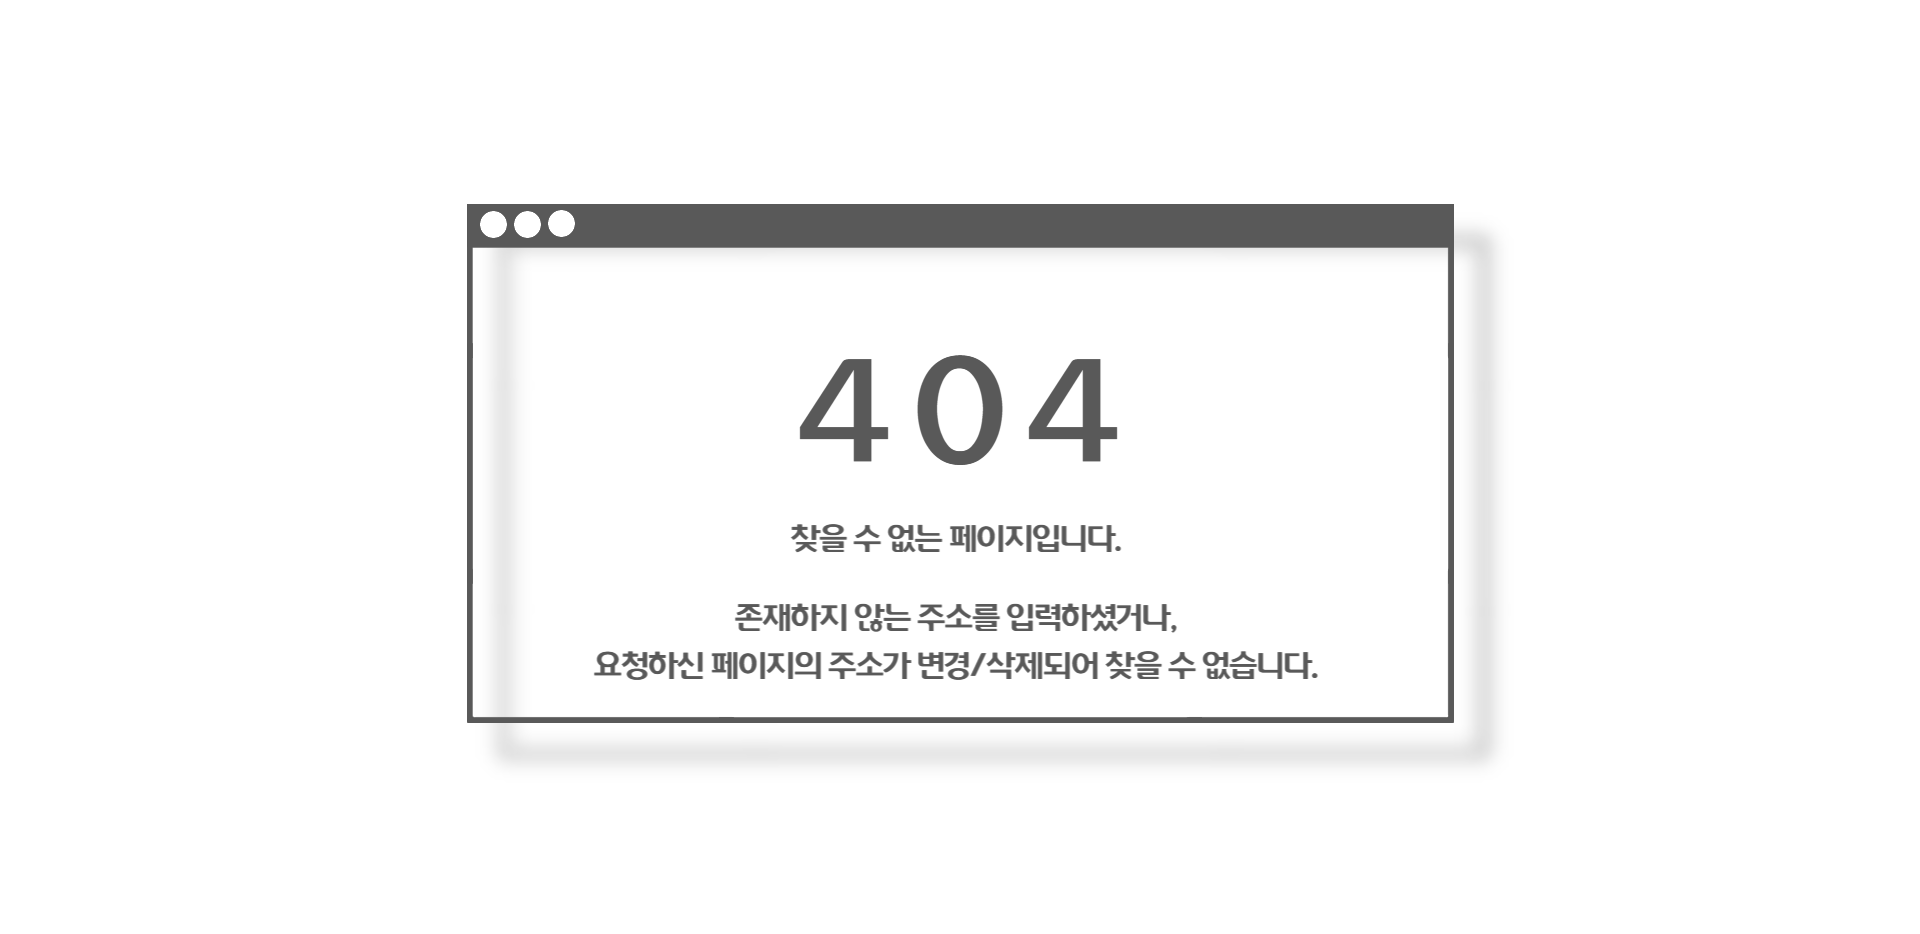 404
찾을 수 없는 페이지입니다.
존재하지 않는 주소를 입력하셨거나,
요청하신 페이지의 주소가 변경/삭제되어 찾을 수 없습니다.